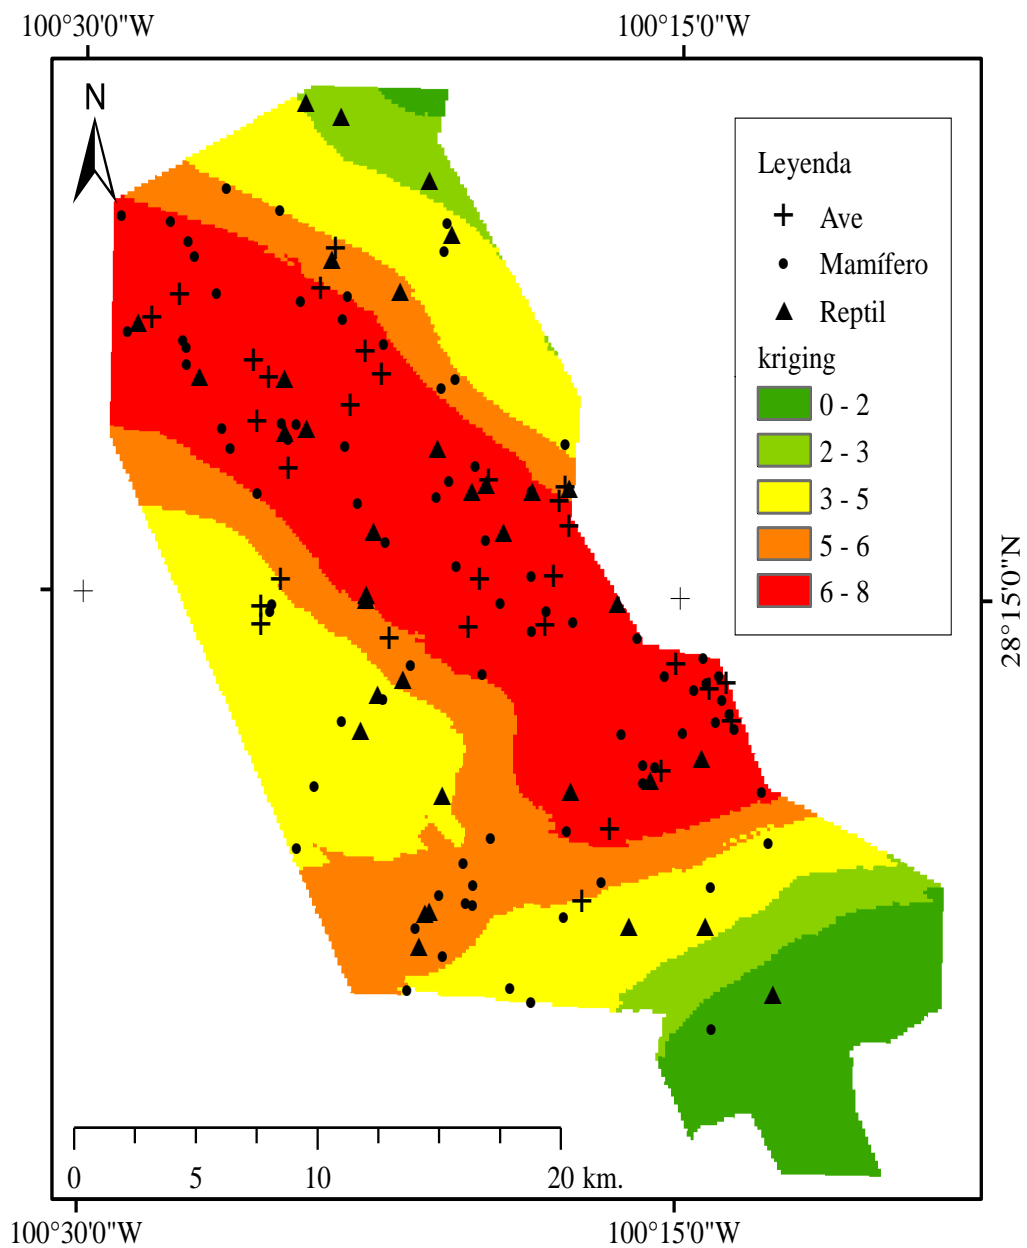 100°30'0"W
100°15'0"W
N
Leyenda
Ave
Mamífero
Reptil
kriging
0 - 2
2 - 3
3 - 5
5 - 6
6 - 8
28°15'0"N
0
5
10
20 km.
100°30'0"W
100°15'0"W